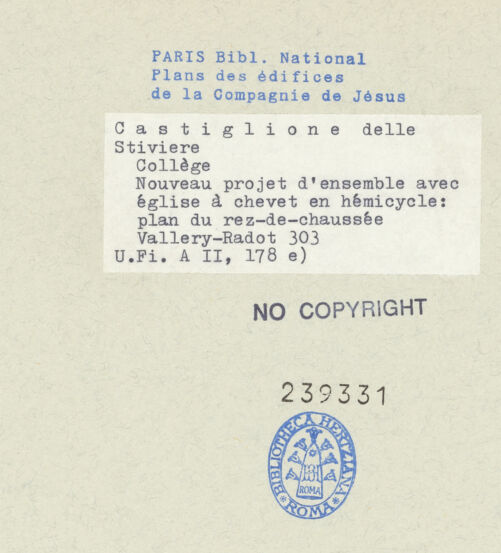 PARIS Bibl. National
Plans des édifices
de la Compagnie de Jésus
Castiglione delle
Stiviere
Collège
Nouveau projet d'ensemble avec
église à chevet en hémicycle:
plan du rez-de-chaussée
Vallery-Radot 303
U.Fi. A II, 178 e)
NO COPYRIGHT
239331
BIBLIOTHECA HERTZIANA
ROMA
ROMA